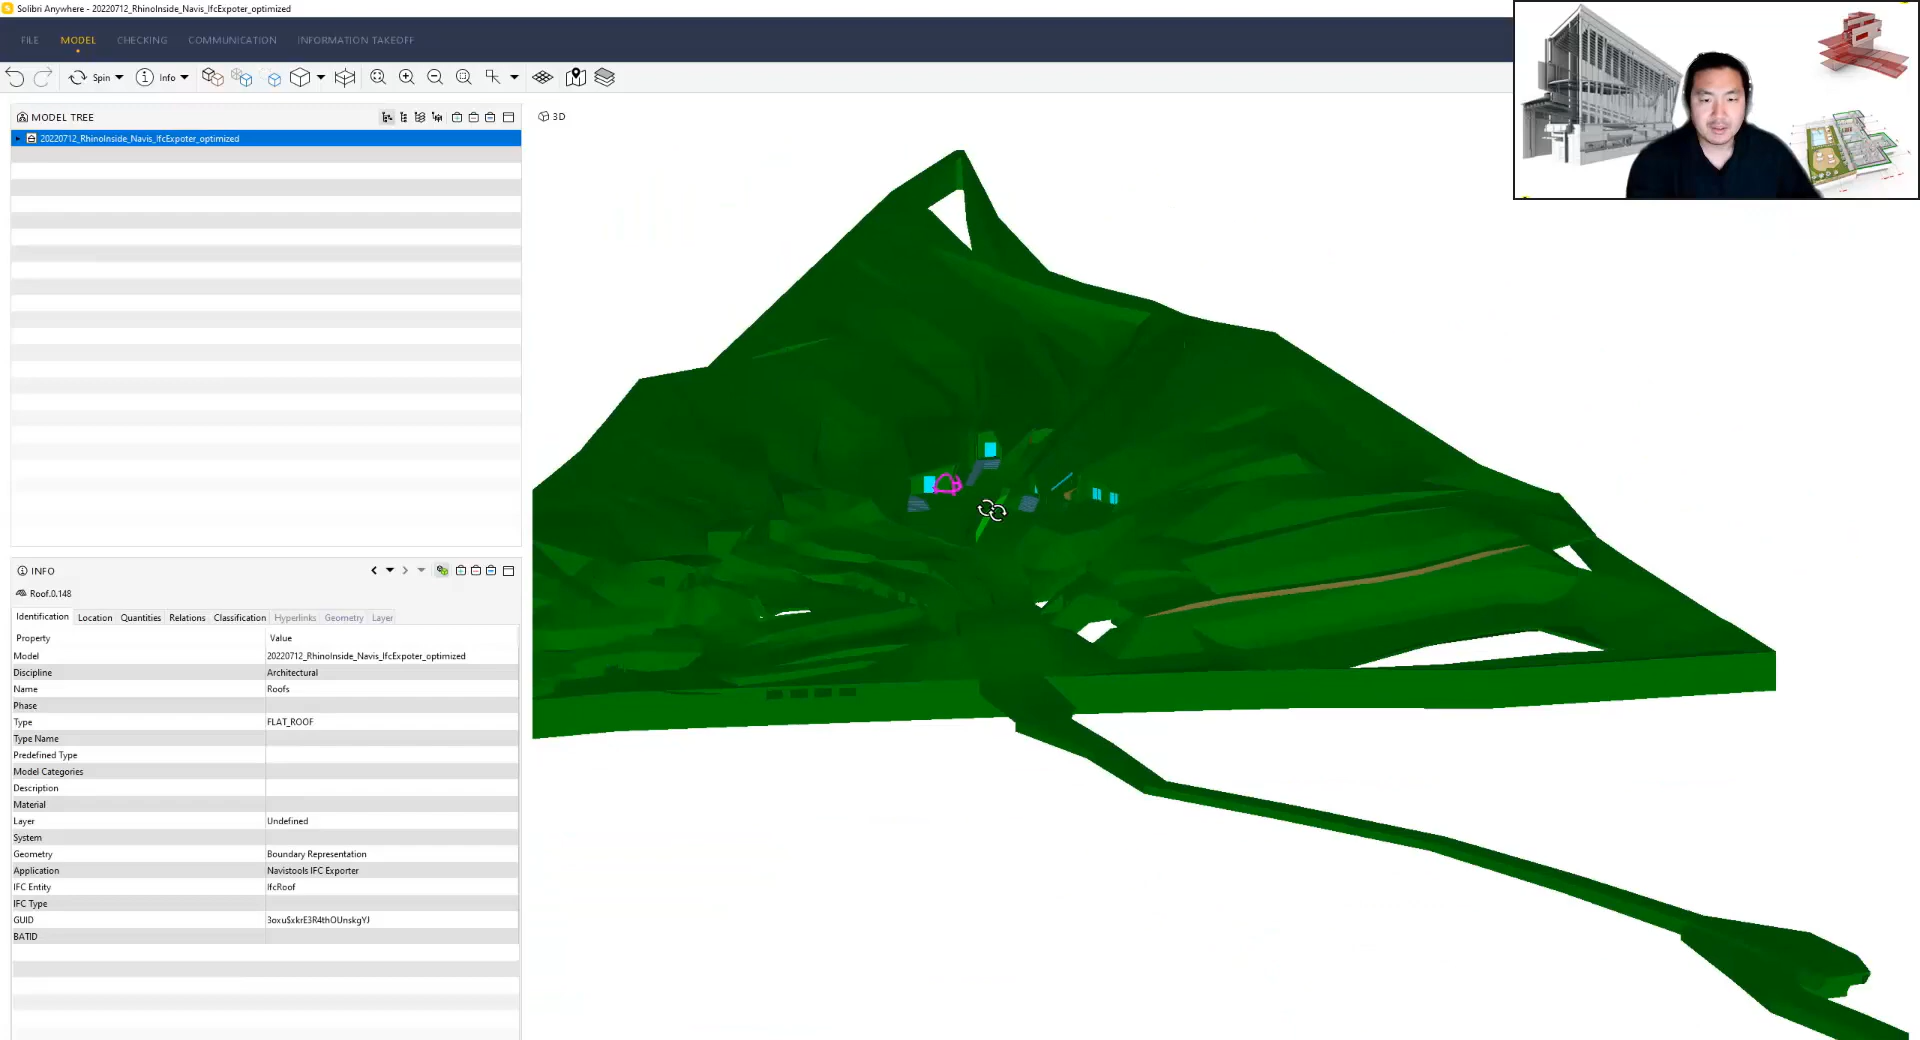 Solibri Anywhere - 20220712_RhinoInside_Navis_IfcExpoter_optimized
FILE MODEL CHECKING COMMUNICATION INFORMATION TAKEOFF
Spin Info
MODEL TREE
20220712_RhinoInside_Navis_IfcExpoter_optimized
3D
INFO
Roof.0.148
Identification Location Quantities Relations Classification Hyperlinks Geometry Layer
Property Value
Model 20220712_RhinoInside_Navis_IfcExpoter_optimized
Discipline Architectural
Name Roofs
Phase
Type FLAT_ROOF
Type Name
Predefined Type
Model Categories
Description
Material
Layer Undefined
System
Geometry Boundary Representation
Application Navistools IFC Exporter
IFC Entity IfcRoof
IFC Type
GUID 3oxu$xkrE3R4thOUnskgYJ
BATID